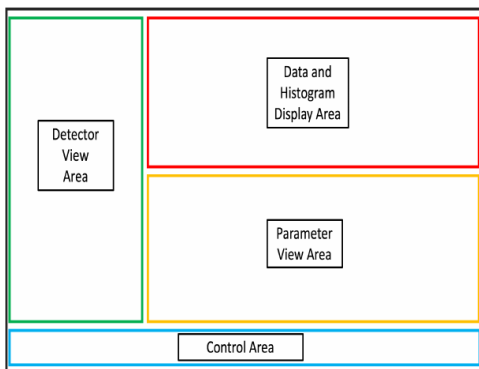 Detector
View
Area
Data and
Histogram
Display Area
Parameter
View Area
Control Area